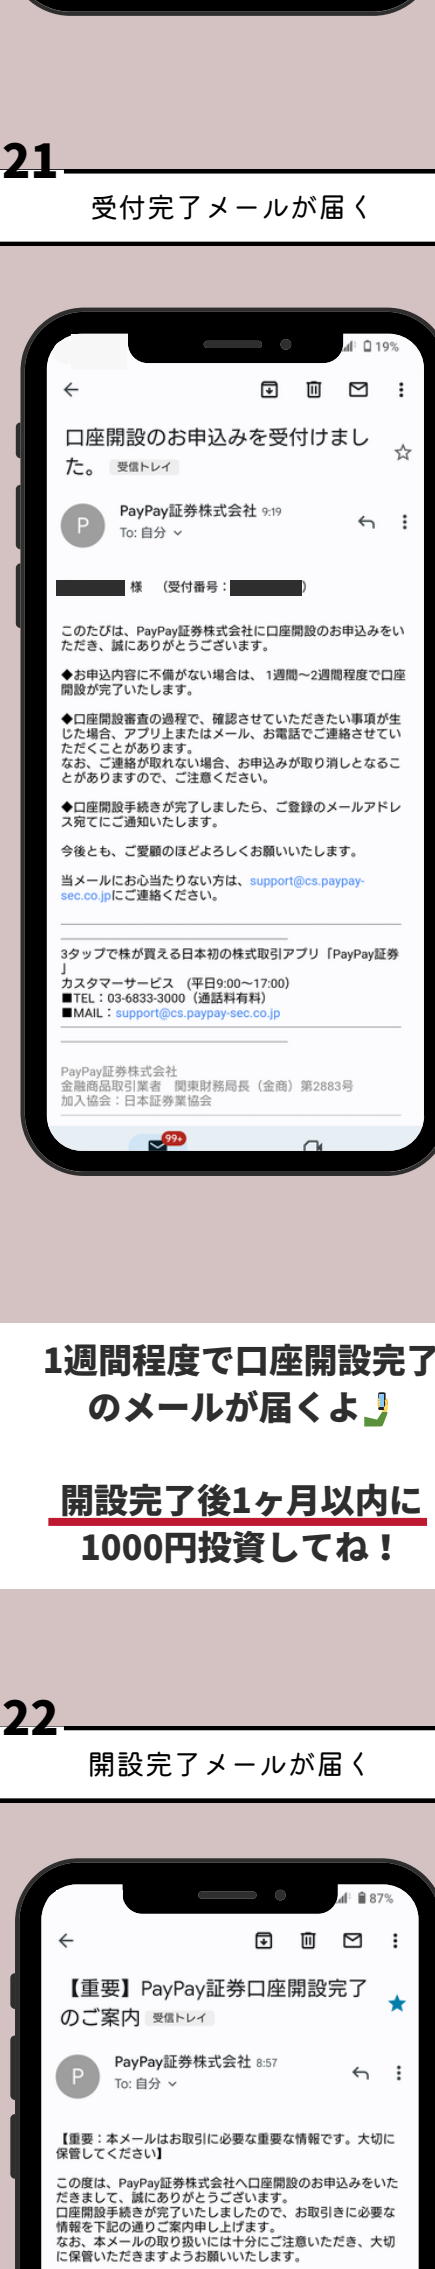 21
受付完了メールが届く
19%
口座開設のお申込みを受付けまし
た。 受信トレイ
P
PayPay証券株式会社 9:19
To: 自分
様 （受付番号：）
このたびは、PayPay証券株式会社に口座開設のお申込みをい
ただき、誠にありがとうございます。
◆お申込内容に不備がない場合は、1週間～2週間程度で口座
開設が完了いたします。
◆口座開設審査の過程で、確認させていただきたい事項が生
じた場合、アプリ上またはメール、お電話でご連絡させてい
ただくことがあります。
なお、ご連絡が取れない場合、お申込みが取り消しとなるこ
とがありますので、ご注意ください。
◆口座開設手続きが完了しましたら、ご登録のメールアドレ
ス宛てにご通知いたします。
今後とも、ご愛顧のほどよろしくお願いいたします。
当メールにお心当たりない方は、support@cs.paypay-
sec.co.jpにご連絡ください。
3タップで株が買える日本初の株式取引アプリ「PayPay証券
」
カスタマーサービス （平日9:00～17:00）
■TEL：03-6833-3000（通話料有料）
■MAIL：support@cs.paypay-sec.co.jp
PayPay証券株式会社
金融商品取引業者 関東財務局長（金商）第2883号
加入協会：日本証券業協会
99+
1週間程度で口座開設完了
のメールが届くよ🤳
開設完了後1ヶ月以内に
1000円投資してね！
22
開設完了メールが届く
87%
【重要】PayPay証券口座開設完了
のご案内 受信トレイ
P
PayPay証券株式会社 8:57
To: 自分
【重要：本メールはお取引に必要な重要な情報です。大切に
保管してください】
この度は、PayPay証券株式会社へ口座開設のお申込みをいた
だきまして、誠にありがとうございます。
口座開設手続きが完了いたしましたので、お取引きに必要な
情報を下記の通りご案内申し上げます。
なお、本メールの取り扱いには十分にご注意いただき、大切
に保管いただきますようお願いいたします。